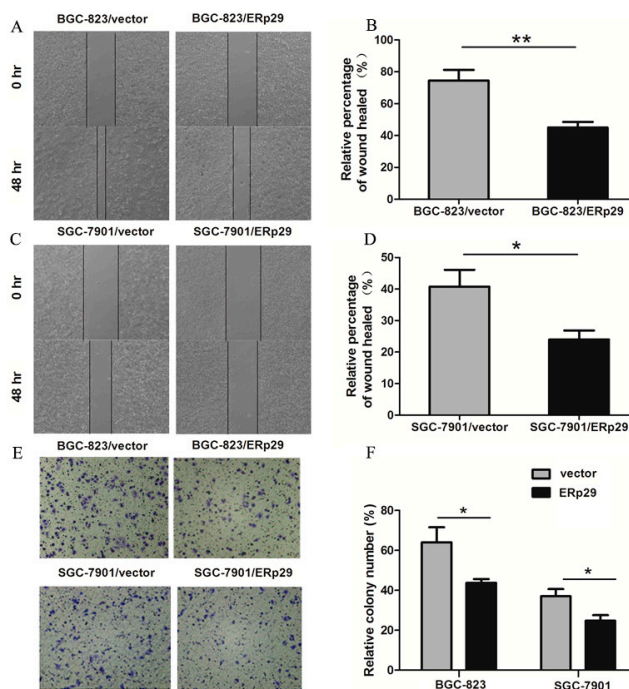 A
BGC-823/vector
BGC-823/ERp29
0 hr
48 hr
B
**
Relative percentage
of wound healed (%)
100
80
60
40
20
0
BGC-823/vector
BGC-823/ERp29
C
SGC-7901/vector
SGC-7901/ERp29
0 hr
48 hr
D
*
Relative percentage
of wound healed (%)
50
40
30
20
10
0
SGC-7901/vector
SGC-7901/ERp29
E
BGC-823/vector
BGC-823/ERp29
SGC-7901/vector
SGC-7901/ERp29
F
vector
ERp29
Relative colony number (%)
80
60
40
20
0
*
*
BGC-823
SGC-7901